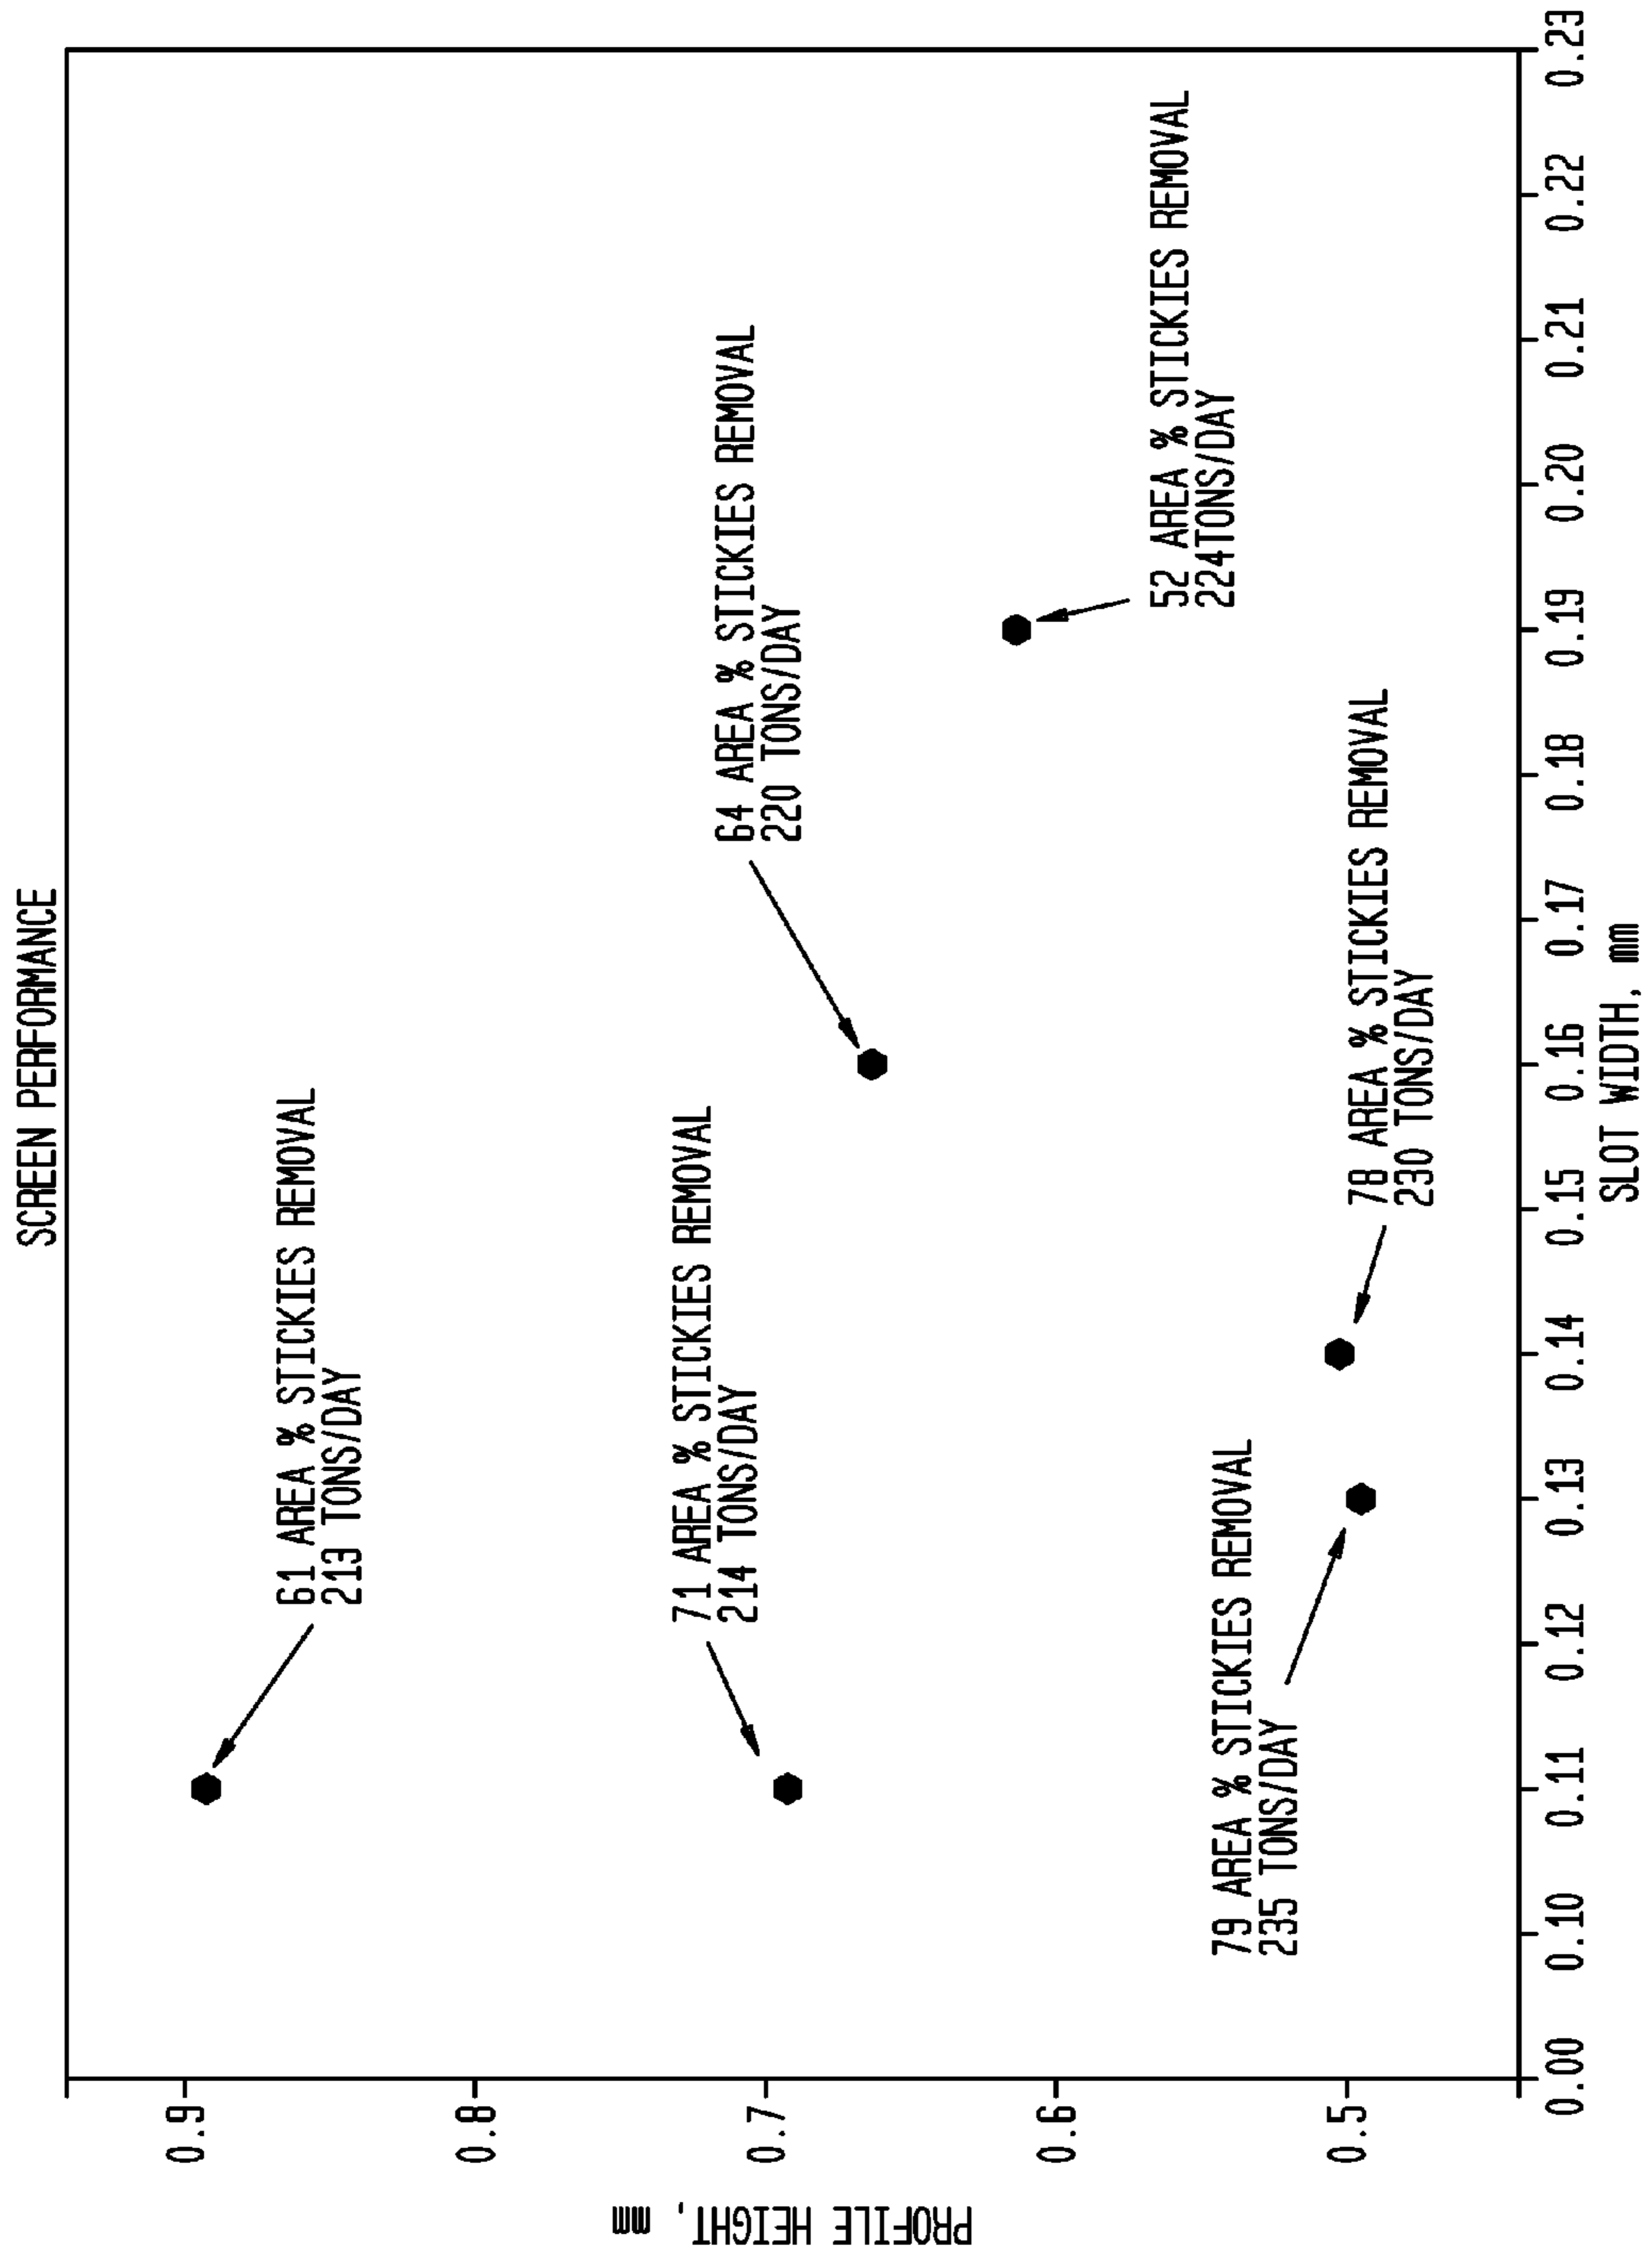 SCREEN PERFORMANCE
PROFILE HEIGHT, mm
0.9
0.8
0.7
0.6
0.5
61 AREA % STICKIES REMOVAL
213 TONS/DAY
71 AREA % STICKIES REMOVAL
214 TONS/DAY
64 AREA % STICKIES REMOVAL
220 TONS/DAY
52 AREA % STICKIES REMOVAL
224TONS/DAY
79 AREA % STICKIES REMOVAL
235 TONS/DAY
78 AREA % STICKIES REMOVAL
230 TONS/DAY
0.00 0.10 0.11 0.12 0.13 0.14 0.15 0.16 0.17 0.18 0.19 0.20 0.21 0.22 0.23
SLOT WIDTH, mm